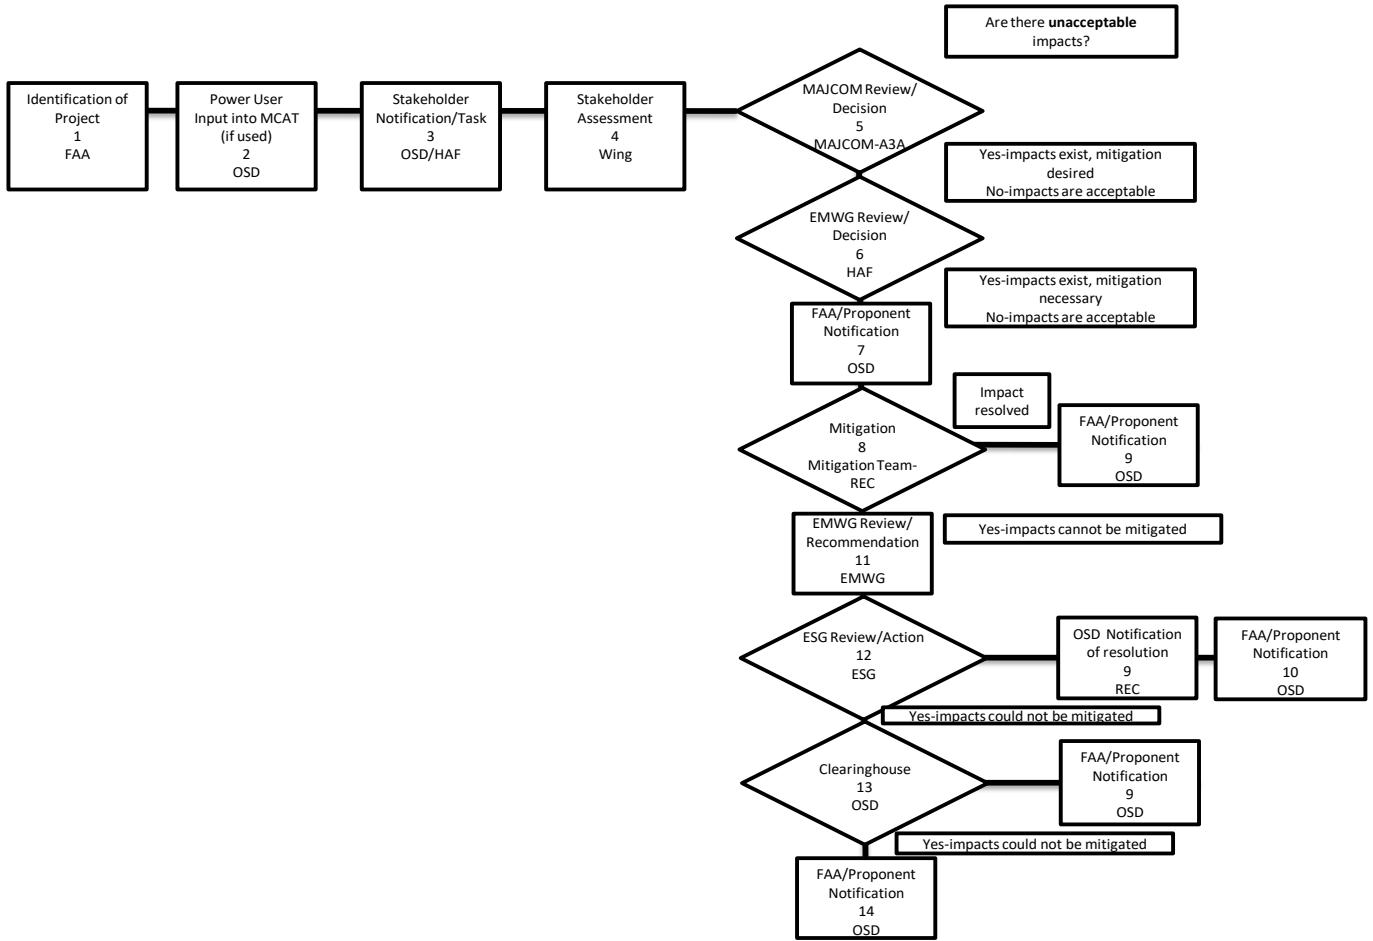 Are there unacceptable
impacts?
Identification of
Project
1
FAA
Power User
Input into MCAT
(if used)
2
OSD
Stakeholder
Notification/Task
3
OSD/HAF
Stakeholder
Assessment
4
Wing
MAJCOM Review/
Decision
5
MAJCOM-A3A
Yes-impacts exist, mitigation
desired
No-impacts are acceptable
EMWG Review/
Decision
6
HAF
Yes-impacts exist, mitigation
necessary
No-impacts are acceptable
FAA/Proponent
Notification
7
OSD
Impact
resolved
Mitigation
8
Mitigation Team-
REC
FAA/Proponent
Notification
9
OSD
EMWG Review/
Recommendation
11
EMWG
Yes-impacts cannot be mitigated
ESG Review/Action
12
ESG
OSD Notification
of resolution
9
REC
FAA/Proponent
Notification
10
OSD
Yes-impacts could not be mitigated
Clearinghouse
13
OSD
FAA/Proponent
Notification
9
OSD
Yes-impacts could not be mitigated
FAA/Proponent
Notification
14
OSD